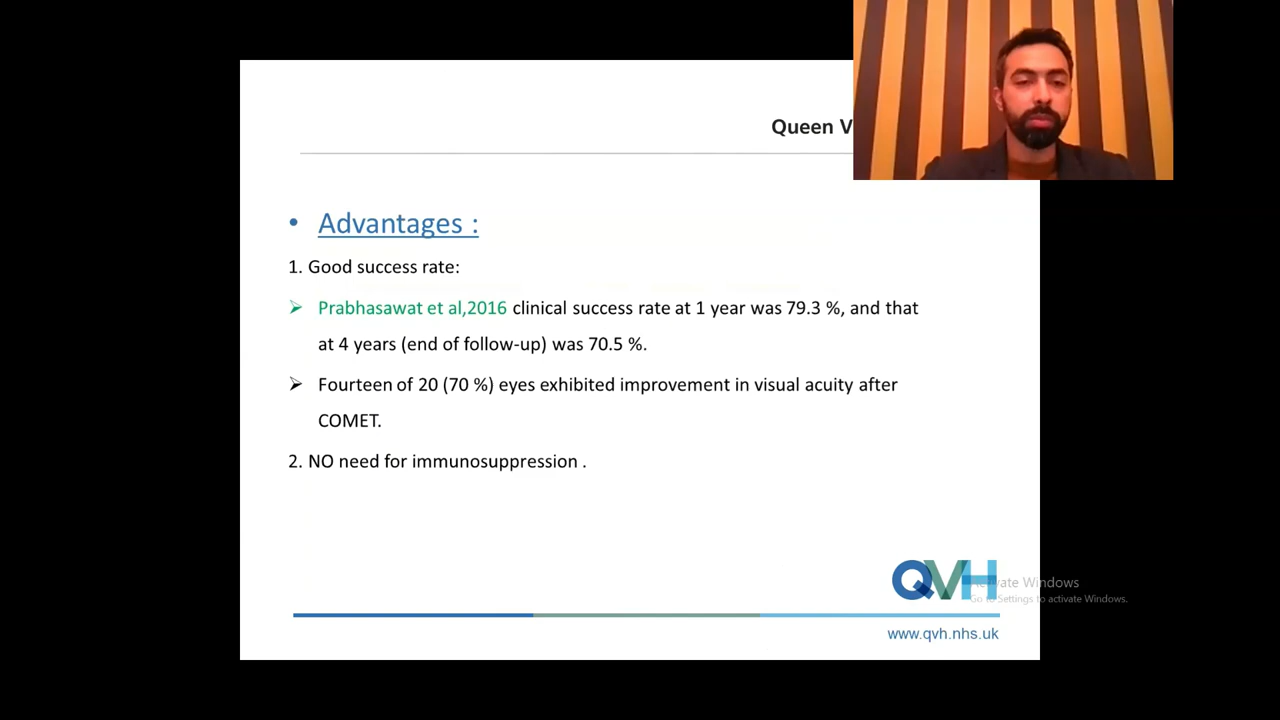 Queen V
• Advantages :
1. Good success rate:
➢ Prabhasawat et al,2016 clinical success rate at 1 year was 79.3 %, and that
at 4 years (end of follow-up) was 70.5 %.
➢ Fourteen of 20 (70 %) eyes exhibited improvement in visual acuity after
COMET.
2. NO need for immunosuppression .
QVH
Activate Windows
Go to Settings to activate Windows.
www.qvh.nhs.uk